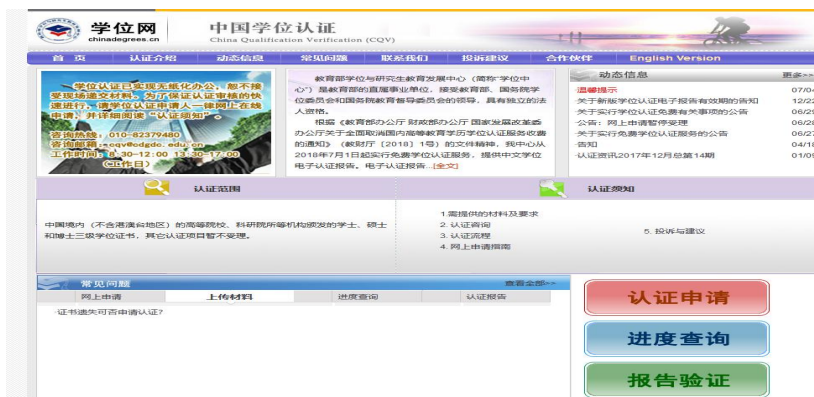 学位网
chinadegrees.cn
中国学位认证
China Qualification Verification (CQV)
首 页 认证介绍 动态信息 常见问题 联系我们 投诉建议 合作伙伴 English Version
学位认证已实现无纸化办公，恕不接
受现场递交材料。为了保证认证审核的快
速进行，请学位认证申请人一律网上在线
申请，并详细阅读“认证须知”。
咨询热线：010-82379480
咨询邮箱：cqv@cdgdc.edu.cn
工作时间：8:30-12:00 13:30-17:00
（工作日）
教育部学位与研究生教育发展中心（简称“学位中
心”）是教育部的直属事业单位，接受教育部、国务院学
位委员会和国务院教育督导委员会的领导，具有独立的法
人资格。
根据《教育部办公厅 财政部办公厅 国家发展改革委
办公厅关于全面取消国内高等教育学历学位认证服务收费
的通知》（教财厅〔2018〕1号）的文件精神，我中心从
2018年7月1日起实行免费学位认证服务，提供中文学位
电子认证报告。电子认证报告...[全文]
动态信息 更多>>
·温馨提示 07/0
·关于新版学位认证电子报告有效期的告知 12/22
·关于实行学位认证免费有关事项的公告 06/29
·公告：网上申请暂停受理 06/28
·关于实行免费学位认证服务的公告 06/27
·告知 04/18
·认证资讯2017年12月总第14期 01/09
认证范围
中国境内（不含港澳台地区）的高等院校、科研院所等机构颁发的学士、硕士
和博士三级学位证书，其它认证项目暂不受理。
认证须知
1.需提供的材料及要求
2. 认证咨询
3. 认证流程
4. 网上申请指南
5. 投诉与建议
常见问题 查看全部>>
网上申请 上传材料 进度查询 认证报告
·证书遗失可否申请认证?
认证申请
进度查询
报告验证